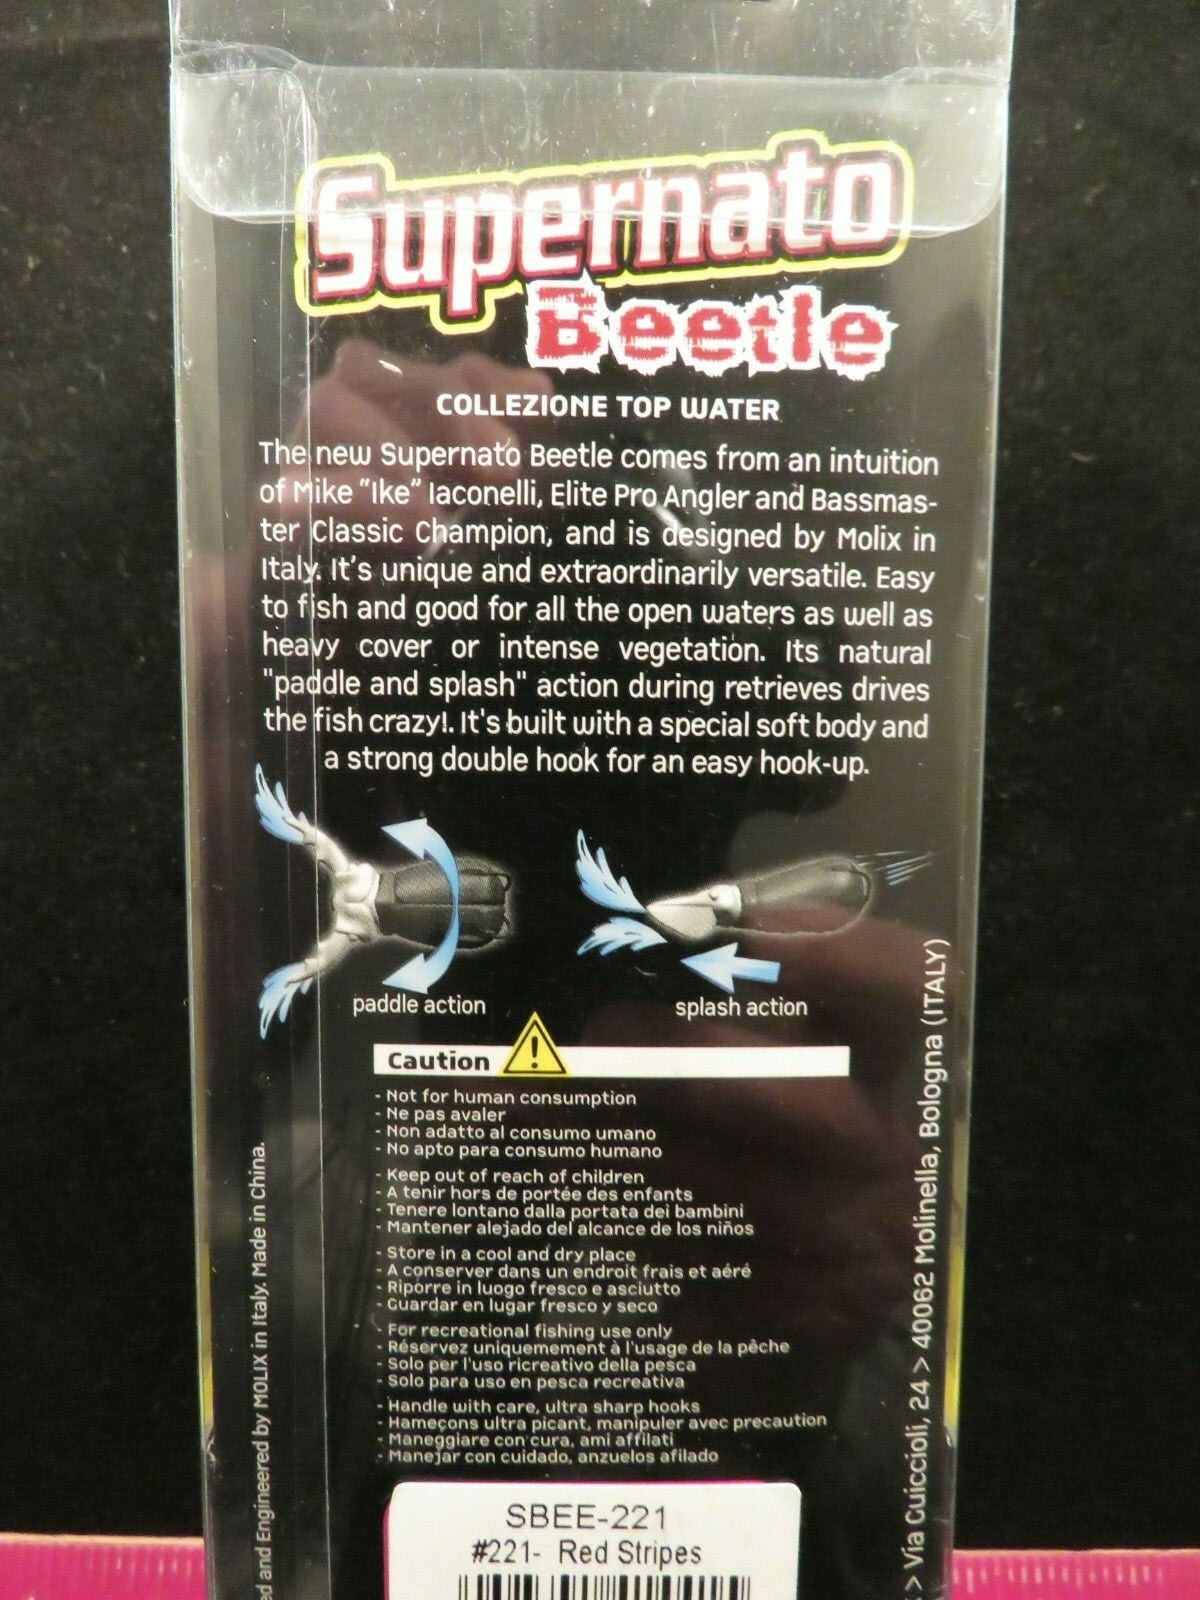 Supernato
Beetle
COLLEZIONE TOP WATER
The new Supernato Beetle comes from an intuition
of Mike "Ike" Iaconelli, Elite Pro Angler and Bassmas-
ter Classic Champion, and is designed by Molix in
Italy. It's unique and extraordinarily versatile. Easy
to fish and good for all the open waters as well as
heavy cover or intense vegetation. Its natural
"paddle and splash" action during retrieves drives
the fish crazy!. It's built with a special soft body and
a strong double hook for an easy hook-up.
paddle action
splash action
Caution
- Not for human consumption
- Ne pas avaler
- Non adatto al consumo umano
- No apto para consumo humano
- Keep out of reach of children
- A tenir hors de portée des enfants
- Tenere lontano dalla portata dei bambini
- Mantener alejado del alcance de los niños
- Store in a cool and dry place
- A conserver dans un endroit frais et aéré
- Riporre in luogo fresco e asciutto
- Guardar en lugar fresco y seco
- For recreational fishing use only
- Réservez uniquemement à l'usage de la pêche
- Solo per l'uso ricreativo della pesca
- Solo para uso en pesca recreativa
- Handle with care, ultra sharp hooks
- Hameçons ultra picant, manipuler avec precaution
- Maneggiare con cura, ami affilati
- Manejar con cuidado, anzuelos afilado
SBEE-221
#221- Red Stripes
and Engineered by MOLIX in Italy. Made in China.
> Via Cuiccioli, 24 > 40062 Molinella, Bologna (ITALY)